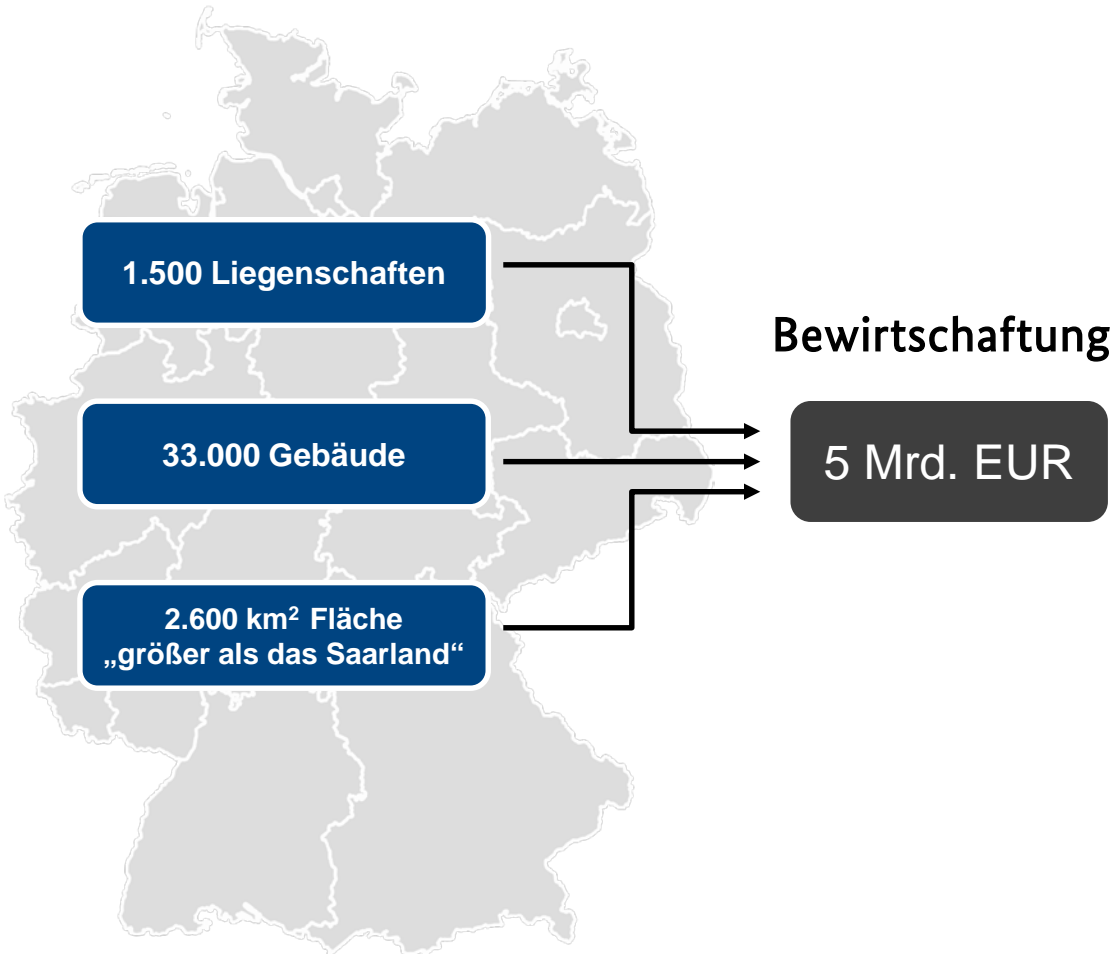 1.500 Liegenschaften
33.000 Gebäude
2.600 km² Fläche
„größer als das Saarland“
Bewirtschaftung
5 Mrd. EUR